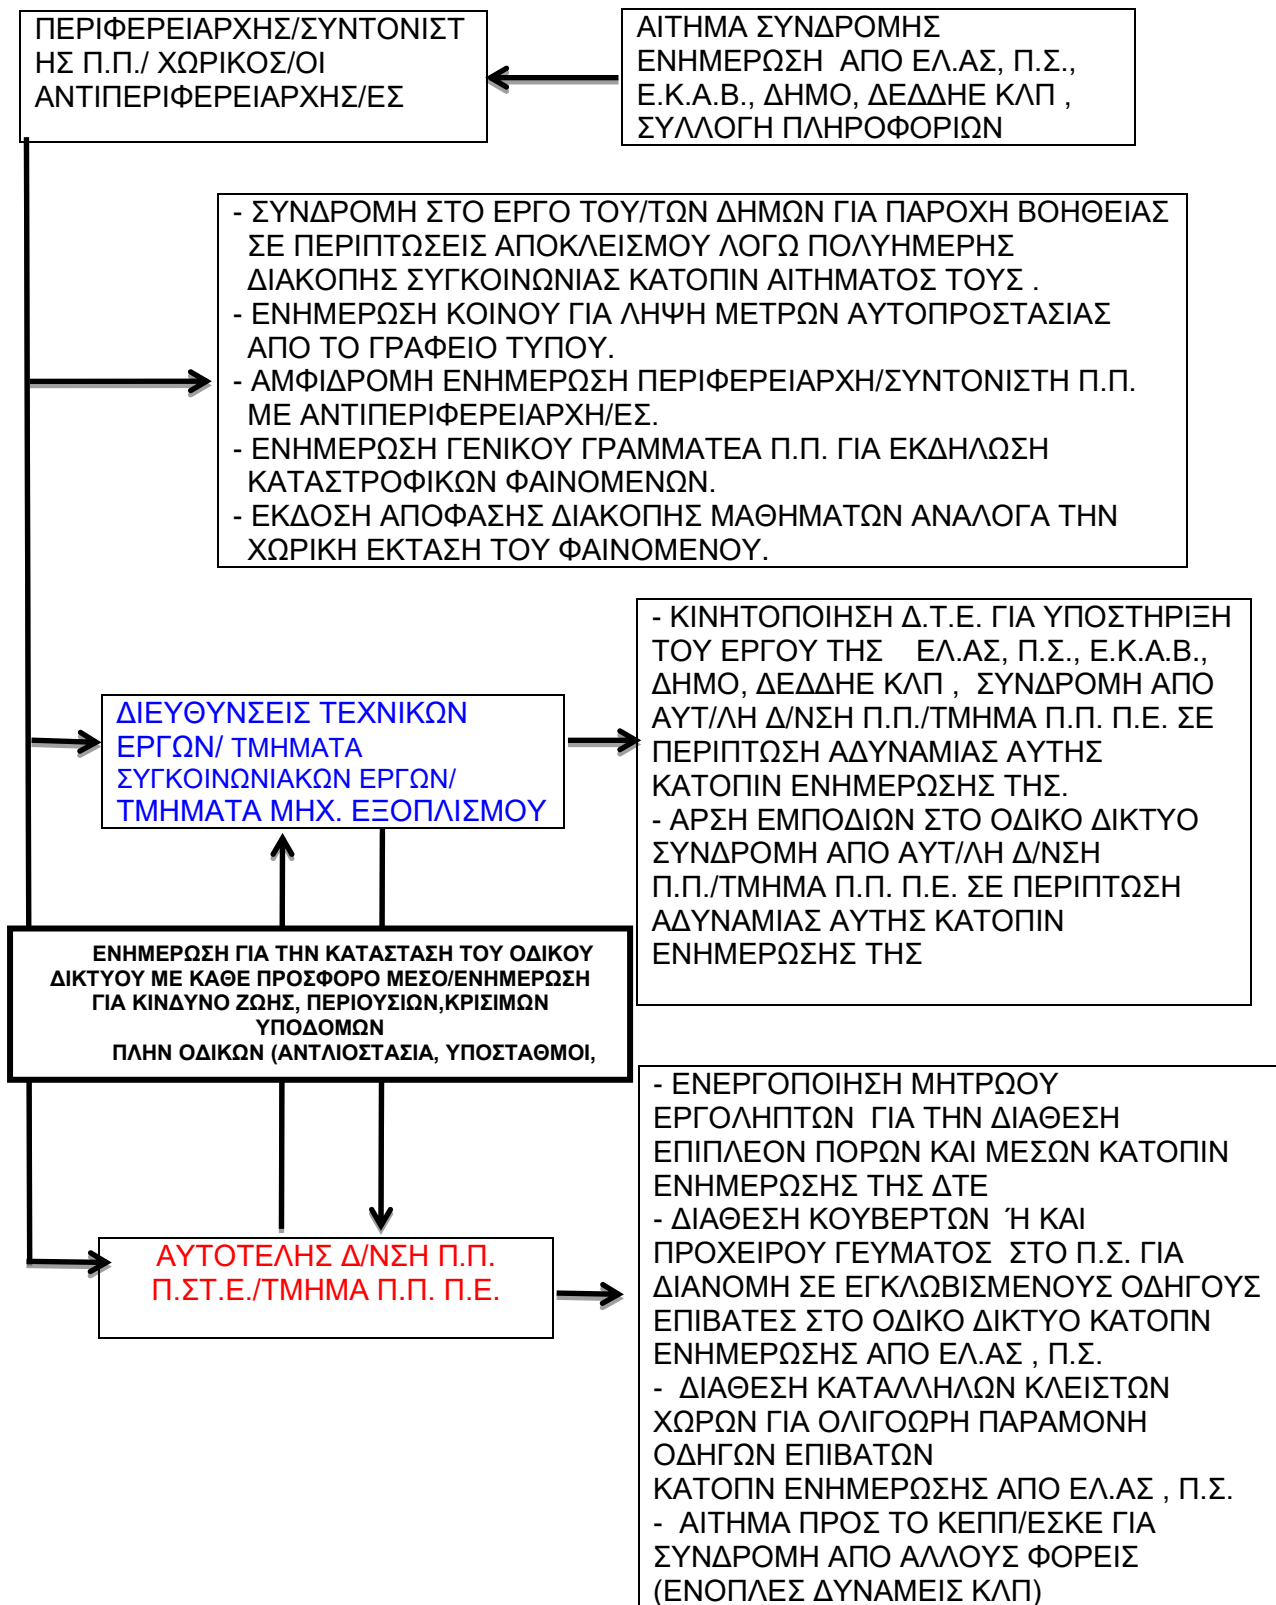 ΠΕΡΙΦΕΡΕΙΑΡΧΗΣ/ΣΥΝΤΟΝΙΣΤ
ΗΣ Π.Π./ ΧΩΡΙΚΟΣ/ΟΙ
ΑΝΤΙΠΕΡΙΦΕΡΕΙΑΡΧΗΣ/ΕΣ
ΑΙΤΗΜΑ ΣΥΝΔΡΟΜΗΣ
ΕΝΗΜΕΡΩΣΗ ΑΠΟ ΕΛ.ΑΣ, Π.Σ.,
Ε.Κ.Α.Β., ΔΗΜΟ, ΔΕΔΔΗΕ ΚΛΠ ,
ΣΥΛΛΟΓΗ ΠΛΗΡΟΦΟΡΙΩΝ
- ΣΥΝΔΡΟΜΗ ΣΤΟ ΕΡΓΟ ΤΟΥ/ΤΩΝ ΔΗΜΩΝ ΓΙΑ ΠΑΡΟΧΗ ΒΟΗΘΕΙΑΣ
ΣΕ ΠΕΡΙΠΤΩΣΕΙΣ ΑΠΟΚΛΕΙΣΜΟΥ ΛΟΓΩ ΠΟΛΥΗΜΕΡΗΣ
ΔΙΑΚΟΠΗΣ ΣΥΓΚΟΙΝΩΝΙΑΣ ΚΑΤΟΠΙΝ ΑΙΤΗΜΑΤΟΣ ΤΟΥΣ .
- ΕΝΗΜΕΡΩΣΗ ΚΟΙΝΟΥ ΓΙΑ ΛΗΨΗ ΜΕΤΡΩΝ ΑΥΤΟΠΡΟΣΤΑΣΙΑΣ
ΑΠΟ ΤΟ ΓΡΑΦΕΙΟ ΤΥΠΟΥ.
- ΑΜΦΙΔΡΟΜΗ ΕΝΗΜΕΡΩΣΗ ΠΕΡΙΦΕΡΕΙΑΡΧΗ/ΣΥΝΤΟΝΙΣΤΗ Π.Π.
ΜΕ ΑΝΤΙΠΕΡΙΦΕΡΕΙΑΡΧΗ/ΕΣ.
- ΕΝΗΜΕΡΩΣΗ ΓΕΝΙΚΟΥ ΓΡΑΜΜΑΤΕΑ Π.Π. ΓΙΑ ΕΚΔΗΛΩΣΗ
ΚΑΤΑΣΤΡΟΦΙΚΩΝ ΦΑΙΝΟΜΕΝΩΝ.
- ΕΚΔΟΣΗ ΑΠΟΦΑΣΗΣ ΔΙΑΚΟΠΗΣ ΜΑΘΗΜΑΤΩΝ ΑΝΑΛΟΓΑ ΤΗΝ
ΧΩΡΙΚΗ ΕΚΤΑΣΗ ΤΟΥ ΦΑΙΝΟΜΕΝΟΥ.
ΔΙΕΥΘΥΝΣΕΙΣ ΤΕΧΝΙΚΩΝ
ΕΡΓΩΝ/ ΤΜΗΜΑΤΑ
ΣΥΓΚΟΙΝΩΝΙΑΚΩΝ ΕΡΓΩΝ/
ΤΜΗΜΑΤΑ ΜΗΧ. ΕΞΟΠΛΙΣΜΟΥ
- ΚΙΝΗΤΟΠΟΙΗΣΗ Δ.Τ.Ε. ΓΙΑ ΥΠΟΣΤΗΡΙΞΗ
ΤΟΥ ΕΡΓΟΥ ΤΗΣ ΕΛ.ΑΣ, Π.Σ., Ε.Κ.Α.Β.,
ΔΗΜΟ, ΔΕΔΔΗΕ ΚΛΠ , ΣΥΝΔΡΟΜΗ ΑΠΟ
ΑΥΤ/ΛΗ Δ/ΝΣΗ Π.Π./ΤΜΗΜΑ Π.Π. Π.Ε. ΣΕ
ΠΕΡΙΠΤΩΣΗ ΑΔΥΝΑΜΙΑΣ ΑΥΤΗΣ
ΚΑΤΟΠΙΝ ΕΝΗΜΕΡΩΣΗΣ ΤΗΣ.
- ΑΡΣΗ ΕΜΠΟΔΙΩΝ ΣΤΟ ΟΔΙΚΟ ΔΙΚΤΥΟ
ΣΥΝΔΡΟΜΗ ΑΠΟ ΑΥΤ/ΛΗ Δ/ΝΣΗ
Π.Π./ΤΜΗΜΑ Π.Π. Π.Ε. ΣΕ ΠΕΡΙΠΤΩΣΗ
ΑΔΥΝΑΜΙΑΣ ΑΥΤΗΣ ΚΑΤΟΠΙΝ
ΕΝΗΜΕΡΩΣΗΣ ΤΗΣ
ΕΝΗΜΕΡΩΣΗ ΓΙΑ ΤΗΝ ΚΑΤΑΣΤΑΣΗ ΤΟΥ ΟΔΙΚΟΥ
ΔΙΚΤΥΟΥ ΜΕ ΚΑΘΕ ΠΡΟΣΦΟΡΟ ΜΕΣΟ/ΕΝΗΜΕΡΩΣΗ
ΓΙΑ ΚΙΝΔΥΝΟ ΖΩΗΣ, ΠΕΡΙΟΥΣΙΩΝ,ΚΡΙΣΙΜΩΝ
ΥΠΟΔΟΜΩΝ
ΠΛΗΝ ΟΔΙΚΩΝ (ΑΝΤΛΙΟΣΤΑΣΙΑ, ΥΠΟΣΤΑΘΜΟΙ,
ΑΥΤΟΤΕΛΗΣ Δ/ΝΣΗ Π.Π.
Π.ΣΤ.Ε./ΤΜΗΜΑ Π.Π. Π.Ε.
- ΕΝΕΡΓΟΠΟΙΗΣΗ ΜΗΤΡΩΟΥ
ΕΡΓΟΛΗΠΤΩΝ ΓΙΑ ΤΗΝ ΔΙΑΘΕΣΗ
ΕΠΙΠΛΕΟΝ ΠΟΡΩΝ ΚΑΙ ΜΕΣΩΝ ΚΑΤΟΠΙΝ
ΕΝΗΜΕΡΩΣΗΣ ΤΗΣ ΔΤΕ
- ΔΙΑΘΕΣΗ ΚΟΥΒΕΡΤΩΝ Ή ΚΑΙ
ΠΡΟΧΕΙΡΟΥ ΓΕΥΜΑΤΟΣ ΣΤΟ Π.Σ. ΓΙΑ
ΔΙΑΝΟΜΗ ΣΕ ΕΓΚΛΩΒΙΣΜΕΝΟΥΣ ΟΔΗΓΟΥΣ
ΕΠΙΒΑΤΕΣ ΣΤΟ ΟΔΙΚΟ ΔΙΚΤΥΟ ΚΑΤΟΠΝ
ΕΝΗΜΕΡΩΣΗΣ ΑΠΟ ΕΛ.ΑΣ , Π.Σ.
- ΔΙΑΘΕΣΗ ΚΑΤΑΛΛΗΛΩΝ ΚΛΕΙΣΤΩΝ
ΧΩΡΩΝ ΓΙΑ ΟΛΙΓΟΩΡΗ ΠΑΡΑΜΟΝΗ
ΟΔΗΓΩΝ ΕΠΙΒΑΤΩΝ
ΚΑΤΟΠΝ ΕΝΗΜΕΡΩΣΗΣ ΑΠΟ ΕΛ.ΑΣ , Π.Σ.
- ΑΙΤΗΜΑ ΠΡΟΣ ΤΟ ΚΕΠΠ/ΕΣΚΕ ΓΙΑ
ΣΥΝΔΡΟΜΗ ΑΠΟ ΑΛΛΟΥΣ ΦΟΡΕΙΣ
(ΕΝΟΠΛΕΣ ΔΥΝΑΜΕΙΣ ΚΛΠ)